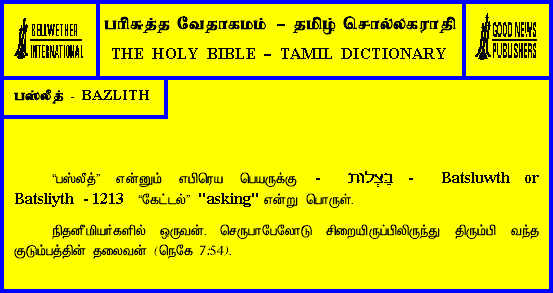 BELLWETHER
INTERNATIONAL
பரிசுத்த வேதாகமம் – தமிழ் சொல்லகராதி
THE HOLY BIBLE – TAMIL DICTIONARY
GOOD NEWS
PUBLISHERS
பஸ்லீத் - BAZLITH
“பஸ்லீத்” என்னும் எபிரெய பெயருக்கு - בַּצְלוּת - Batsluwth or
Batsliyth - 1213 “கேட்டல்” "asking" என்று பொருள்.
நிதனீமியர்களில் ஒருவன். செருபாபேலோடு சிறையிருப்பிலிருந்து திரும்பி வந்த
குடும்பத்தின் தலைவன் (நெகே 7:54).